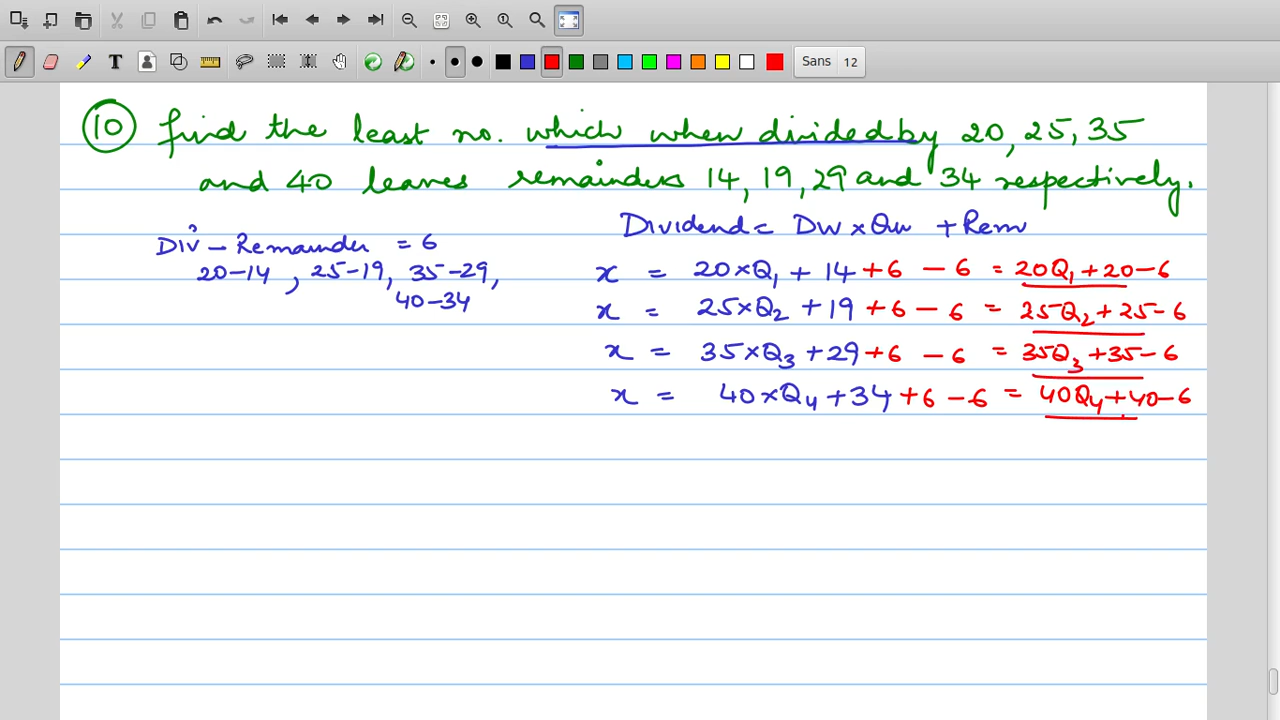 Sans 12
10 find the least no. which when divided by 20, 25, 35
and 40 leaves remainders 14, 19, 29 and 34 respectively.
Div - Remainder = 6
20-14, 25-19, 35-29,
40-34
Dividend = Div × Qu + Rem
x = 20×Q₁ + 14 + 6 - 6 = 20Q₁ + 20 - 6
x = 25×Q₂ + 19 + 6 - 6 = 25Q₂ + 25 - 6
x = 35×Q₃ + 29 + 6 - 6 = 35Q₃ + 35 - 6
x = 40×Q₄ + 34 + 6 - 6 = 40Q₄ + 40 - 6